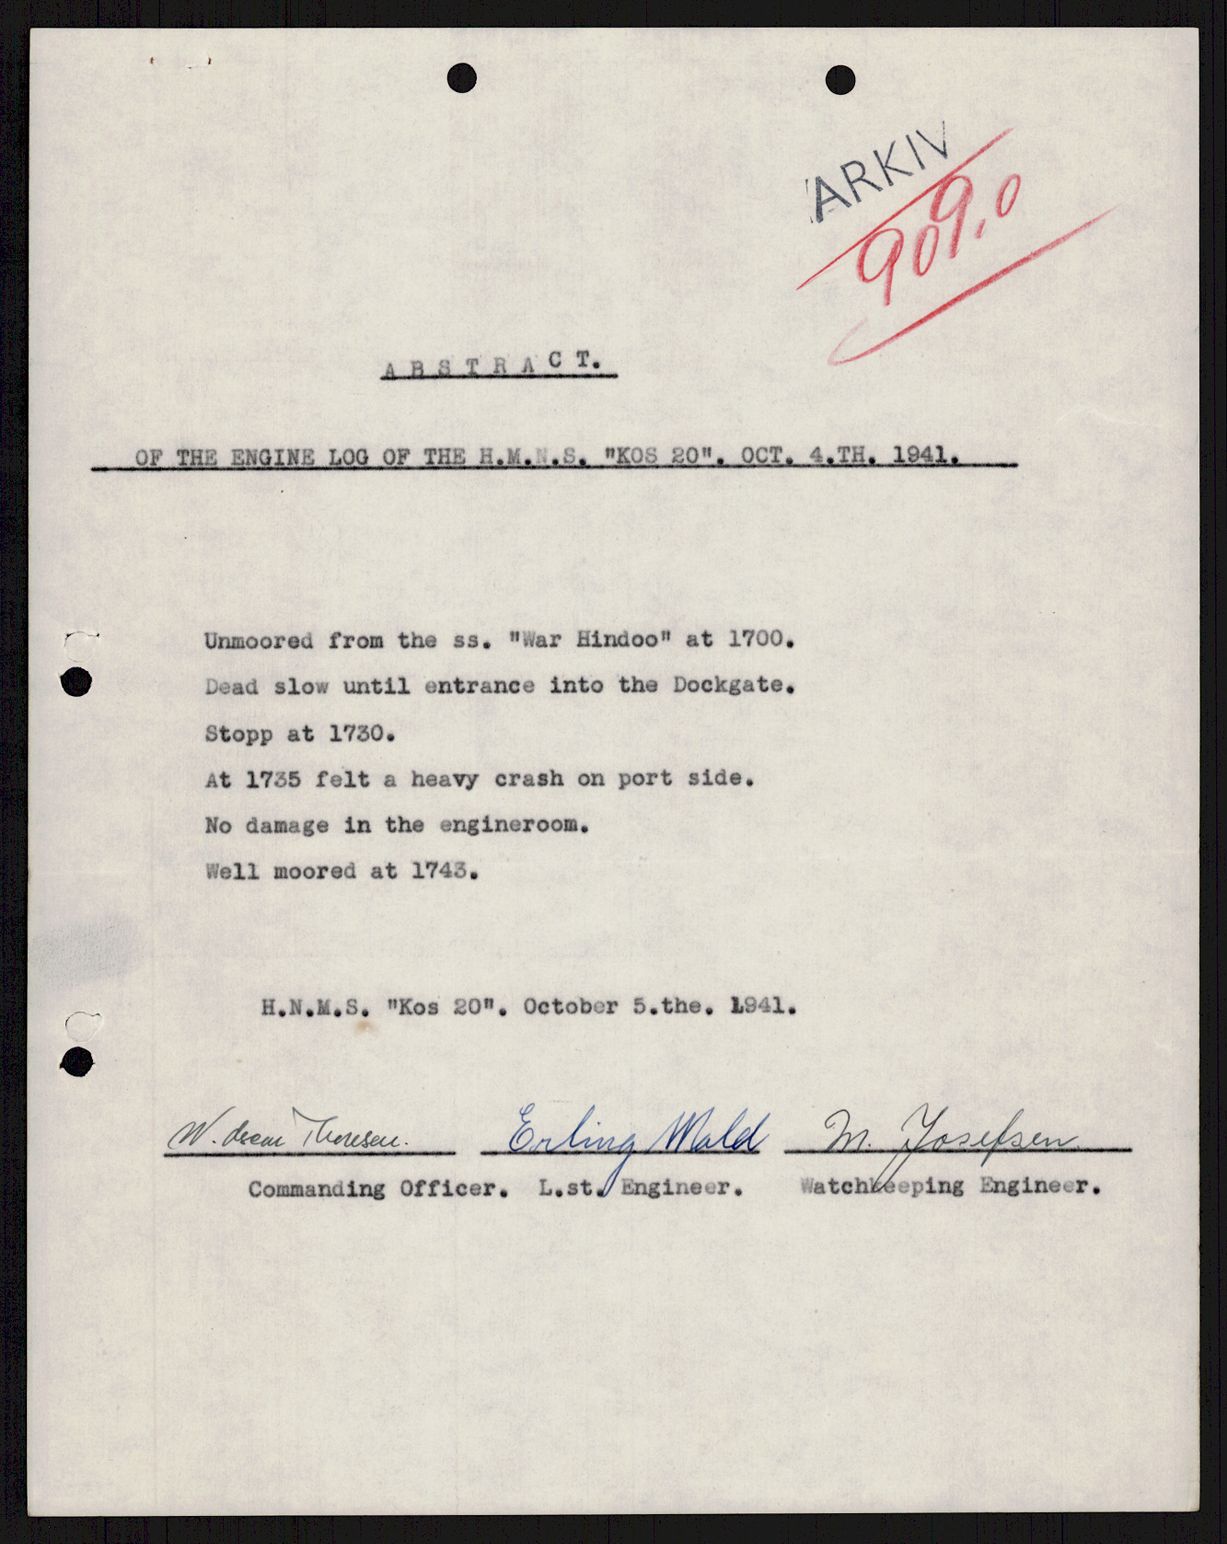 ARKIV
909,0
ABSTRACT.
OF THE ENGINE LOG OF THE H.M.N.S. "KOS 20". OCT. 4.TH. 1941.
Unmoored from the ss. "War Hindoo" at 1700.
Dead slow until entrance into the Dockgate.
Stopp at 1730.
At 1735 felt a heavy crash on port side.
No damage in the engineroom.
Well moored at 1743.
H.N.M.S. "Kos 20". October 5.the. 1941.
W. Thoresen. Erling Wold M. Josefsen
Commanding Officer. L.st. Engineer. Watchkeeping Engineer.